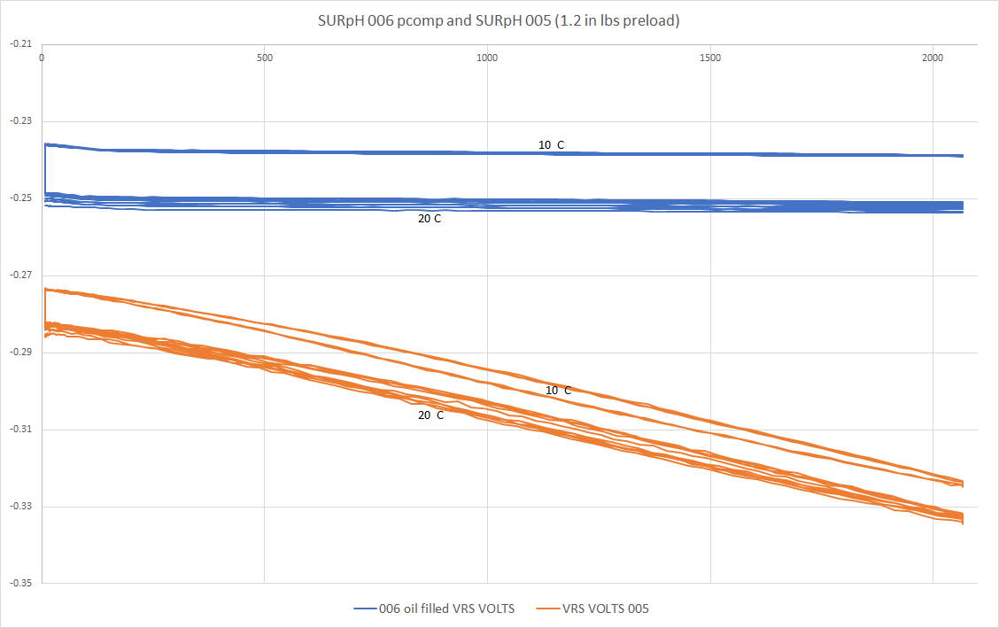 SURpH 006 pcomp and SURpH 005 (1.2 in lbs preload)
-0.21
0 500 1000 1500 2000
-0.23
10 C
-0.25
20 C
-0.27
-0.29
10 C
20 C
-0.31
-0.33
-0.35
006 oil filled VRS VOLTS VRS VOLTS 005